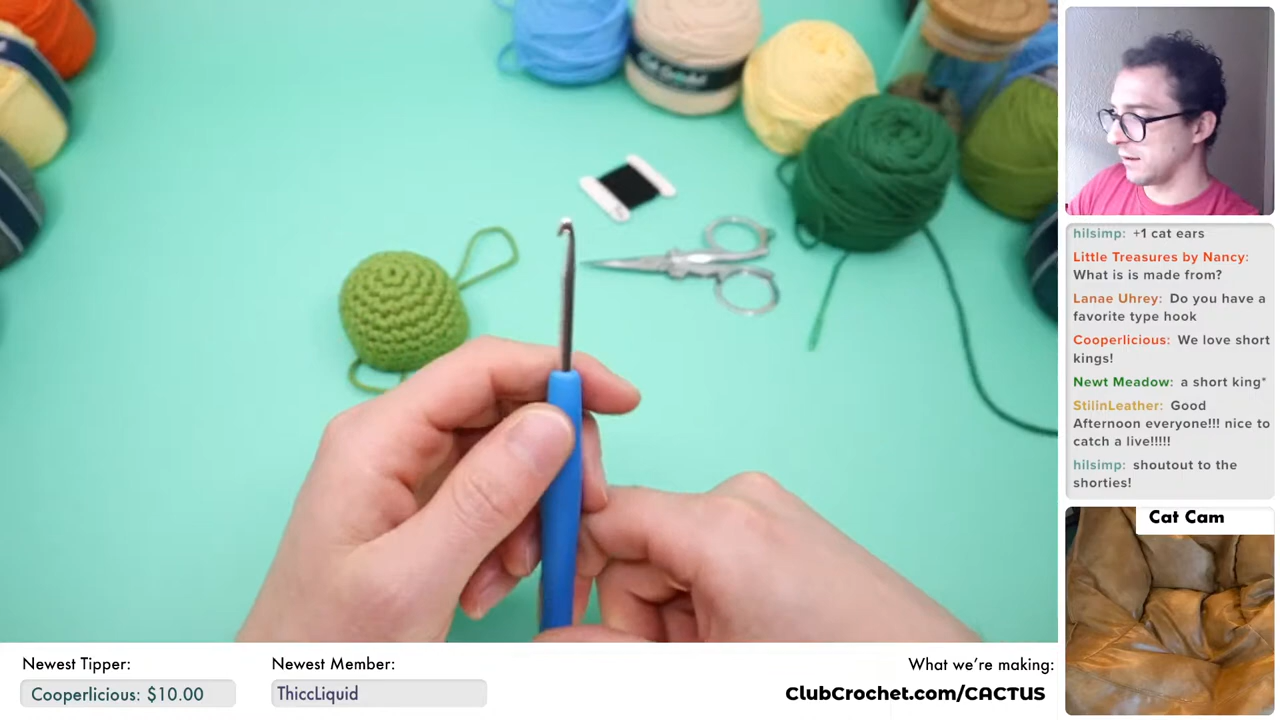 hilsimp: +1 cat ears
Little Treasures by Nancy:
What is is made from?
Lanae Uhrey: Do you have a
favorite type hook
Cooperlicious: We love short
kings!
Newt Meadow: a short king*
StilinLeather: Good
Afternoon everyone!!! nice to
catch a live!!!!!
hilsimp: shoutout to the
shorties!
Cat Cam
Newest Tipper:
Cooperlicious: $10.00
Newest Member:
ThiccLiquid
What we're making:
ClubCrochet.com/CACTUS